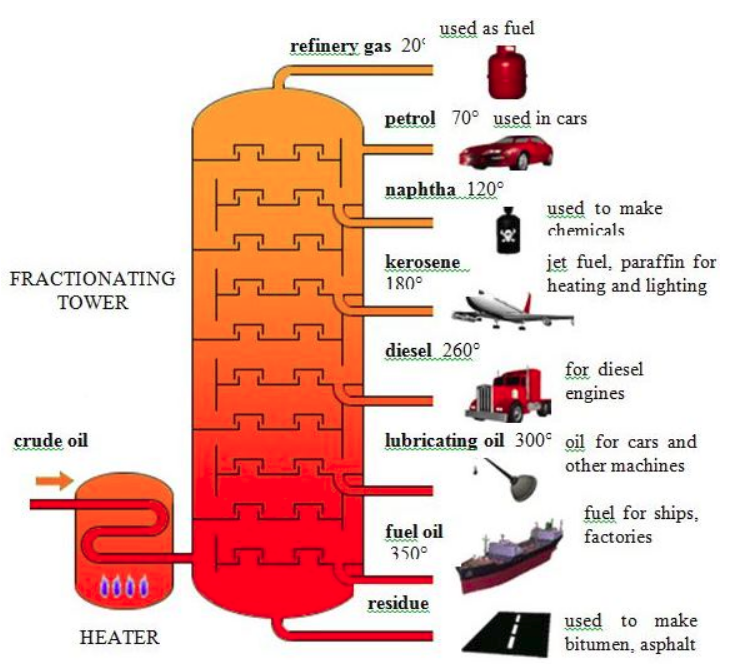 used as fuel
refinery gas 20°
petrol 70° used in cars
naphtha 120°
used to make
chemicals
kerosene
180°
jet fuel, paraffin for
heating and lighting
FRACTIONATING
TOWER
diesel 260°
for diesel
engines
crude oil
lubricating oil 300°
oil for cars and
other machines
fuel oil
350°
fuel for ships,
factories
residue
used to make
bitumen, asphalt
HEATER